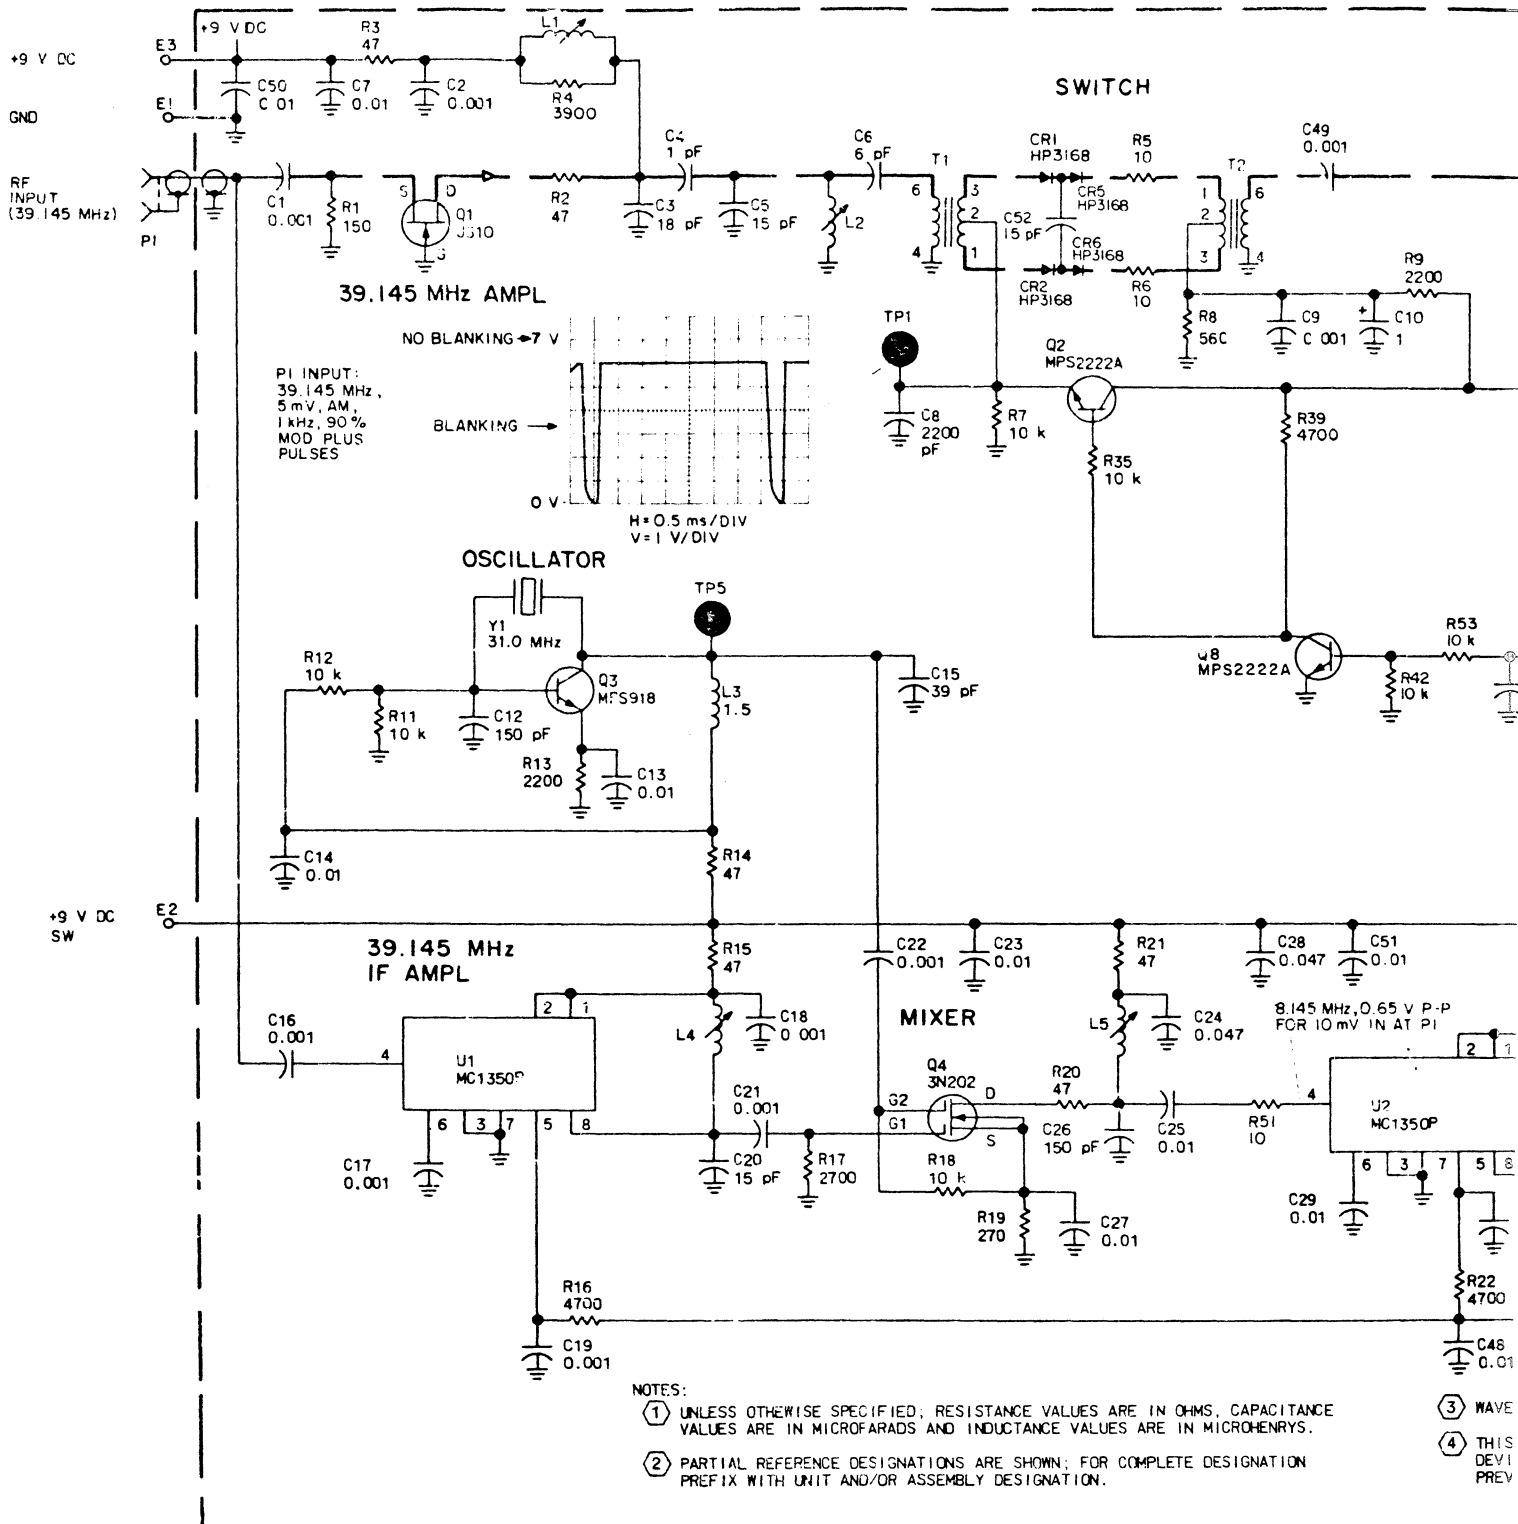 +9 V DC
E3
+9 V DC
R3
47
L1
C50
C7
0.01
C2
0.001
R4
3900
GND
E1
SWITCH
RF
INPUT
(39.145 MHz)
P1
C1
0.001
R1
150
S
D
Q1
G
R2
47
C4
1 pF
C3
18 pF
C5
15 pF
L2
C6
6 pF
T1
6
4
3
2
1
CR1
HP3168
CR5
HP3168
C52
15 pF
CR6
HP3168
CR2
HP3168
R5
10
R6
10
T2
1
2
3
6
4
C49
0.001
R9
2200
R8
C9
C10
1
+
39.145 MHz AMPL
NO BLANKING → 7 V
BLANKING →
0 V
H = 0.5 ms/DIV
V = 1 V/DIV
P1 INPUT:
39.145 MHz,
5 mV, AM,
1 kHz, 90%
MOD PLUS
PULSES
TP1
C8
2200
pF
R7
10 k
Q2
MPS2222A
R35
10 k
R39
4700
Q8
MPS2222A
R53
10 k
R42
10 k
OSCILLATOR
Y1
31.0 MHz
TP5
R12
10 k
R11
10 k
C12
150 pF
Q3
L3
1.5
C15
39 pF
R13
2200
C13
0.01
C14
0.01
R14
47
+9 V DC
SW
E2
39.145 MHz
IF AMPL
R15
47
C22
0.001
C23
0.01
R21
47
C28
0.047
C51
0.01
C16
0.001
4
2
1
U1
6
3
7
5
8
L4
C18
0.001
MIXER
L5
C24
0.047
8.145 MHz, 0.65 V P-P
FOR 10 mV IN AT P1
C17
0.001
C21
0.001
C20
15 pF
R17
2700
Q4
3N202
G2
G1
D
S
R20
47
C26
150 pF
C25
0.01
R51
10
4
2
1
U2
MC1350P
6
3
7
5
8
R18
10 k
R19
270
C27
0.01
C29
0.01
R16
4700
C19
0.001
R22
4700
C48
0.01
NOTES:
1 UNLESS OTHERWISE SPECIFIED; RESISTANCE VALUES ARE IN OHMS, CAPACITANCE
VALUES ARE IN MICROFARADS AND INDUCTANCE VALUES ARE IN MICROHENRYS.
2 PARTIAL REFERENCE DESIGNATIONS ARE SHOWN; FOR COMPLETE DESIGNATION
PREFIX WITH UNIT AND/OR ASSEMBLY DESIGNATION.
3 WAVE
4 THIS
DEVI
PREV